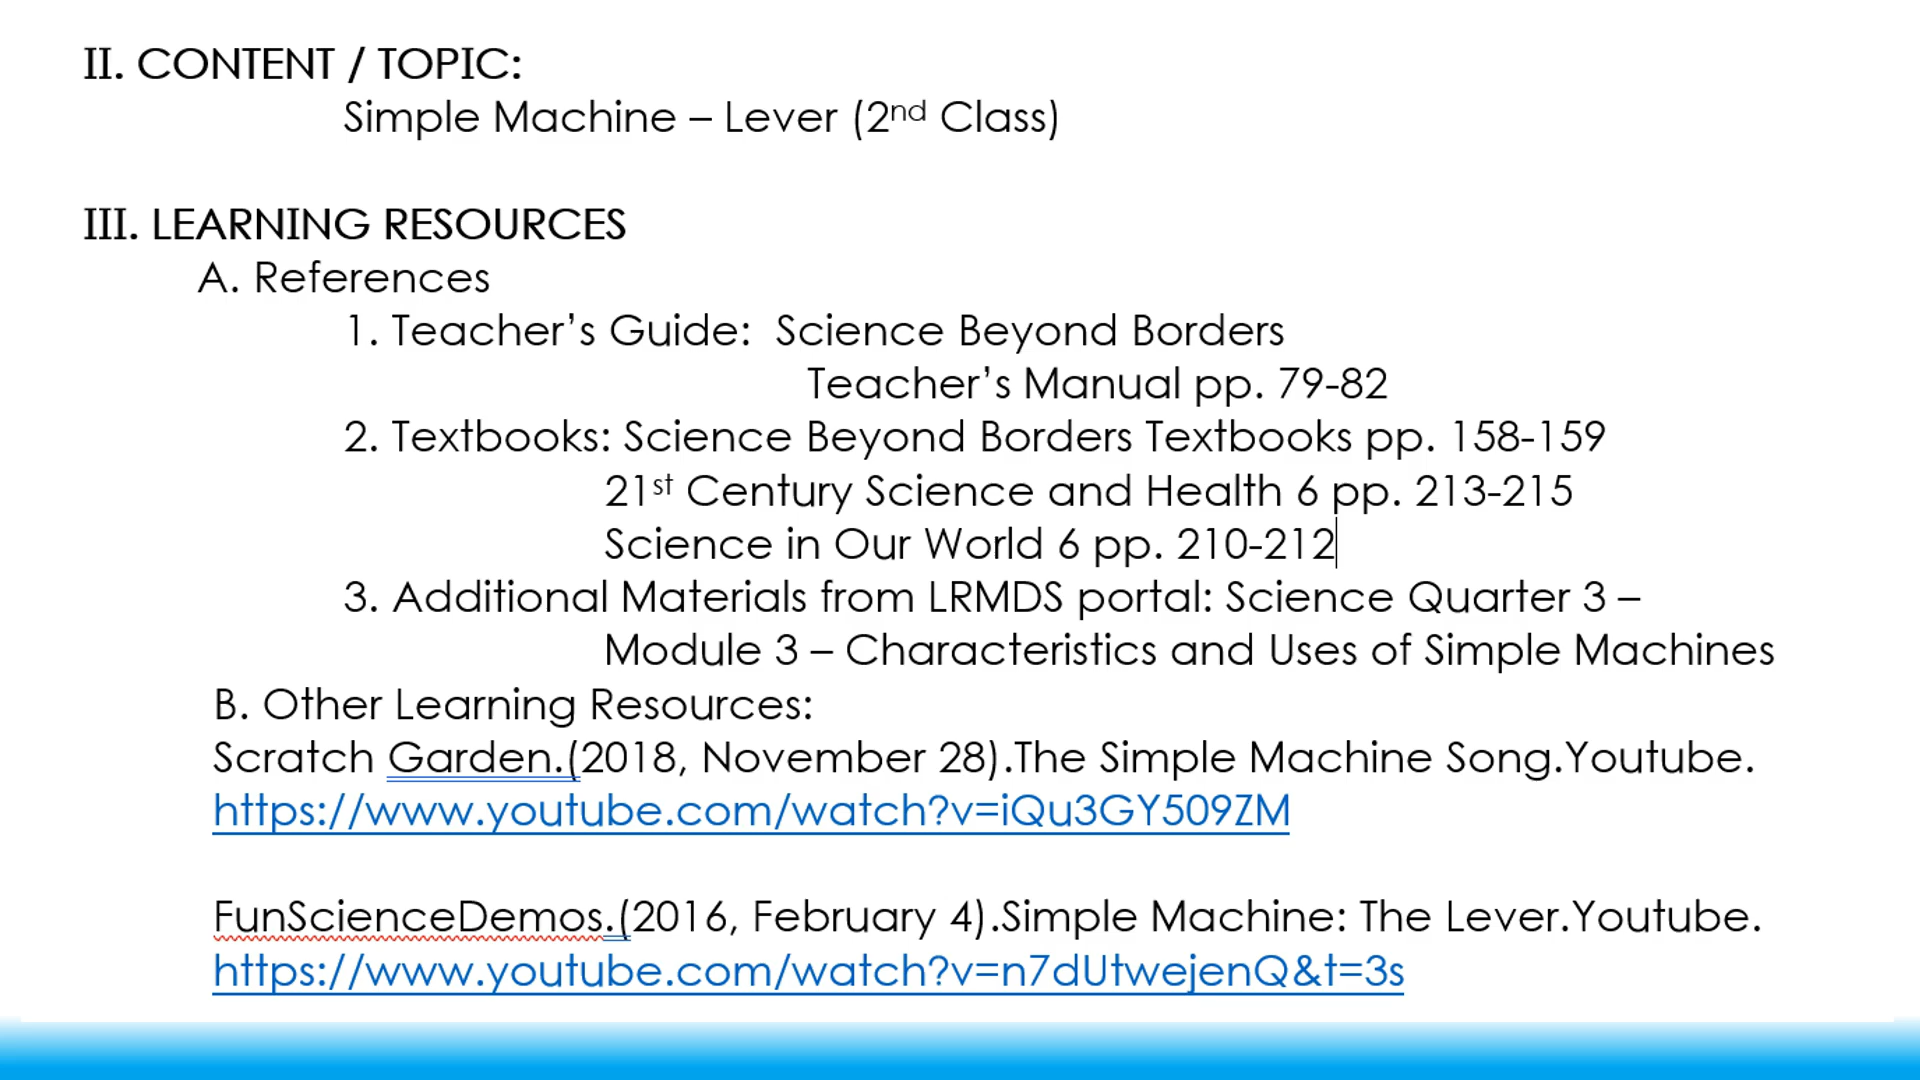 II. CONTENT / TOPIC:
Simple Machine – Lever (2nd Class)
III. LEARNING RESOURCES
A. References
1. Teacher’s Guide:  Science Beyond Borders
Teacher’s Manual pp. 79-82
2. Textbooks: Science Beyond Borders Textbooks pp. 158-159
21st Century Science and Health 6 pp. 213-215
Science in Our World 6 pp. 210-212
3. Additional Materials from LRMDS portal: Science Quarter 3 –
Module 3 – Characteristics and Uses of Simple Machines
B. Other Learning Resources:
Scratch Garden.(2018, November 28).The Simple Machine Song.Youtube.
https://www.youtube.com/watch?v=iQu3GY509ZM
FunScienceDemos.(2016, February 4).Simple Machine: The Lever.Youtube.
https://www.youtube.com/watch?v=n7dUtwejenQ&t=3s